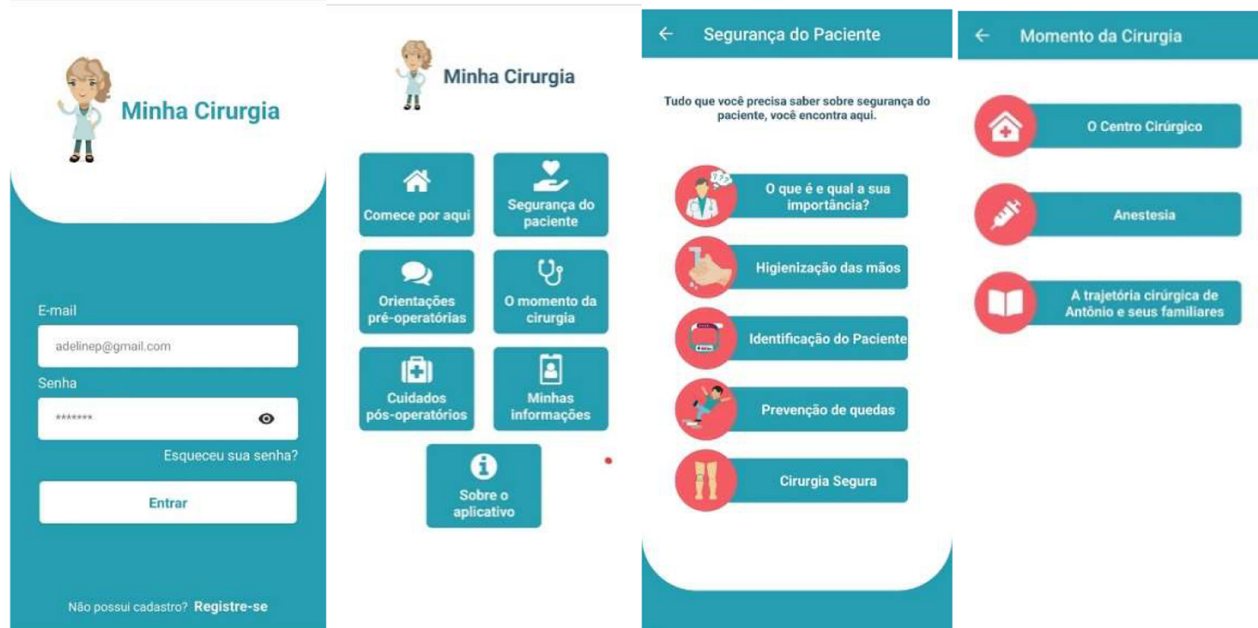 Minha Cirurgia
E-mail
adelinep@gmail.com
Senha
*******
Esqueceu sua senha?
Entrar
Não possui cadastro? Registre-se
Minha Cirurgia
Comece por aqui
Segurança do
paciente
Orientações
pré-operatórias
O momento da
cirurgia
Cuidados
pós-operatórios
Minhas
informações
Sobre o
aplicativo
Segurança do Paciente
Tudo que você precisa saber sobre segurança do
paciente, você encontra aqui.
???
O que é e qual a sua
importância?
Higienização das mãos
Identificação do Paciente
Prevenção de quedas
Cirurgia Segura
Momento da Cirurgia
O Centro Cirúrgico
Anestesia
A trajetória cirúrgica de
Antônio e seus familiares